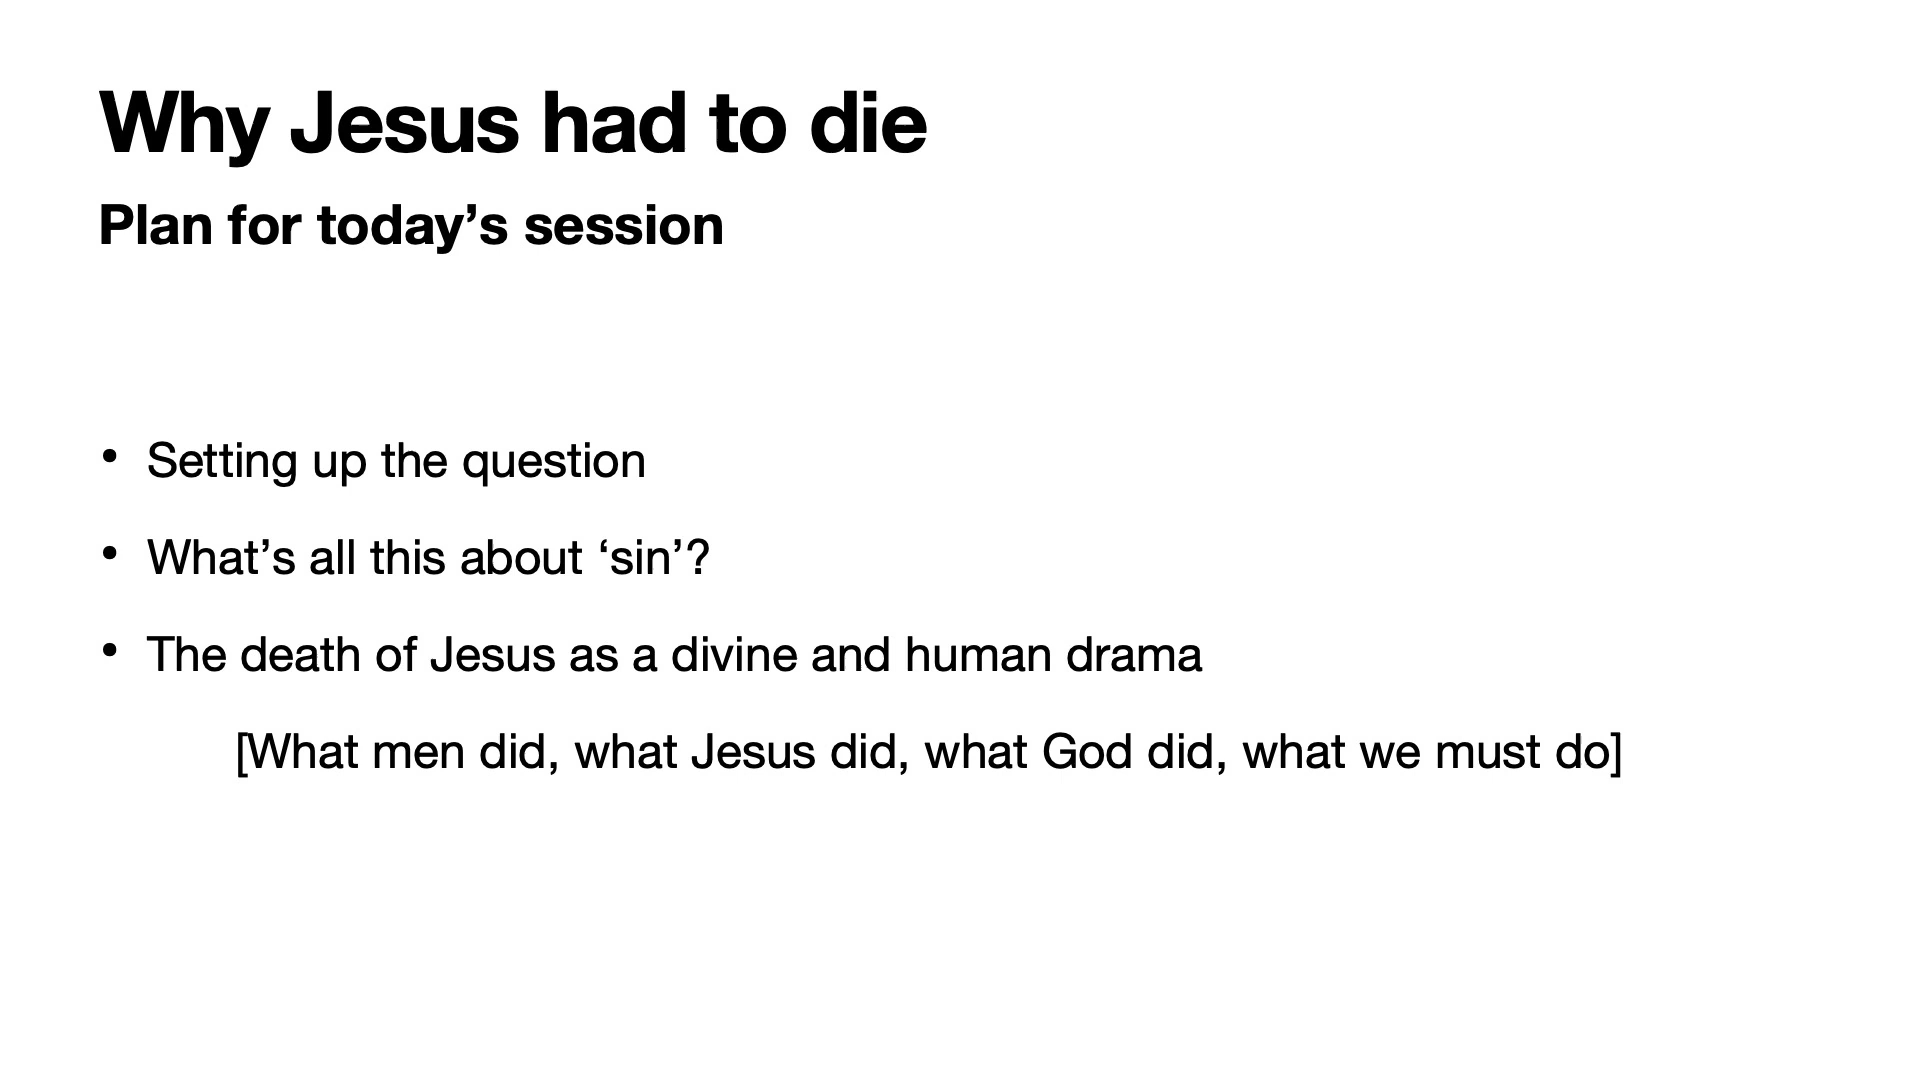 Why Jesus had to die
Plan for today’s session
• Setting up the question
• What’s all this about ‘sin’?
• The death of Jesus as a divine and human drama
[What men did, what Jesus did, what God did, what we must do]